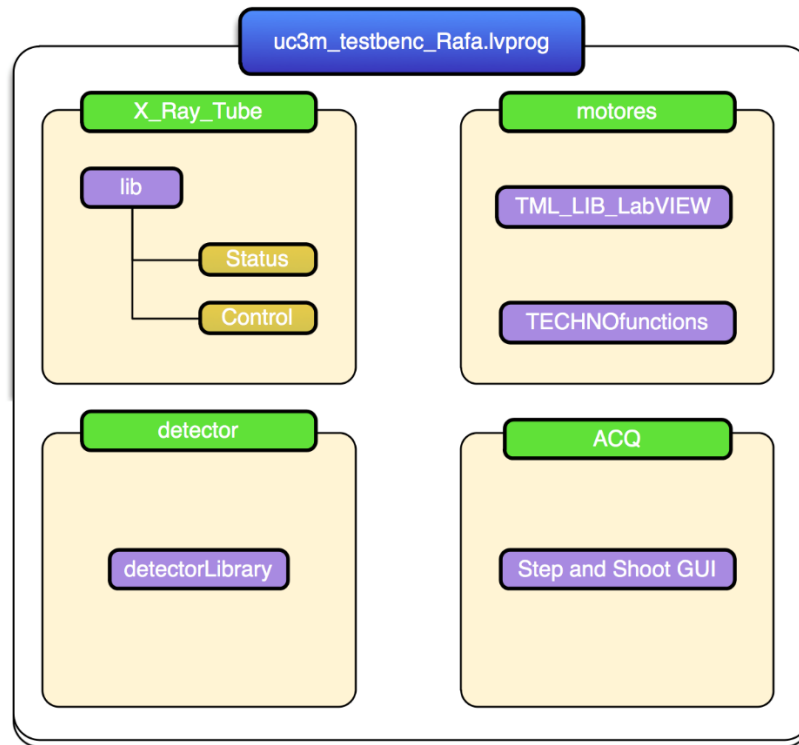 uc3m_testbenc_Rafa.lvprog
X_Ray_Tube
lib
Status
Control
motores
TML_LIB_LabVIEW
TECHNOfunctions
detector
detectorLibrary
ACQ
Step and Shoot GUI